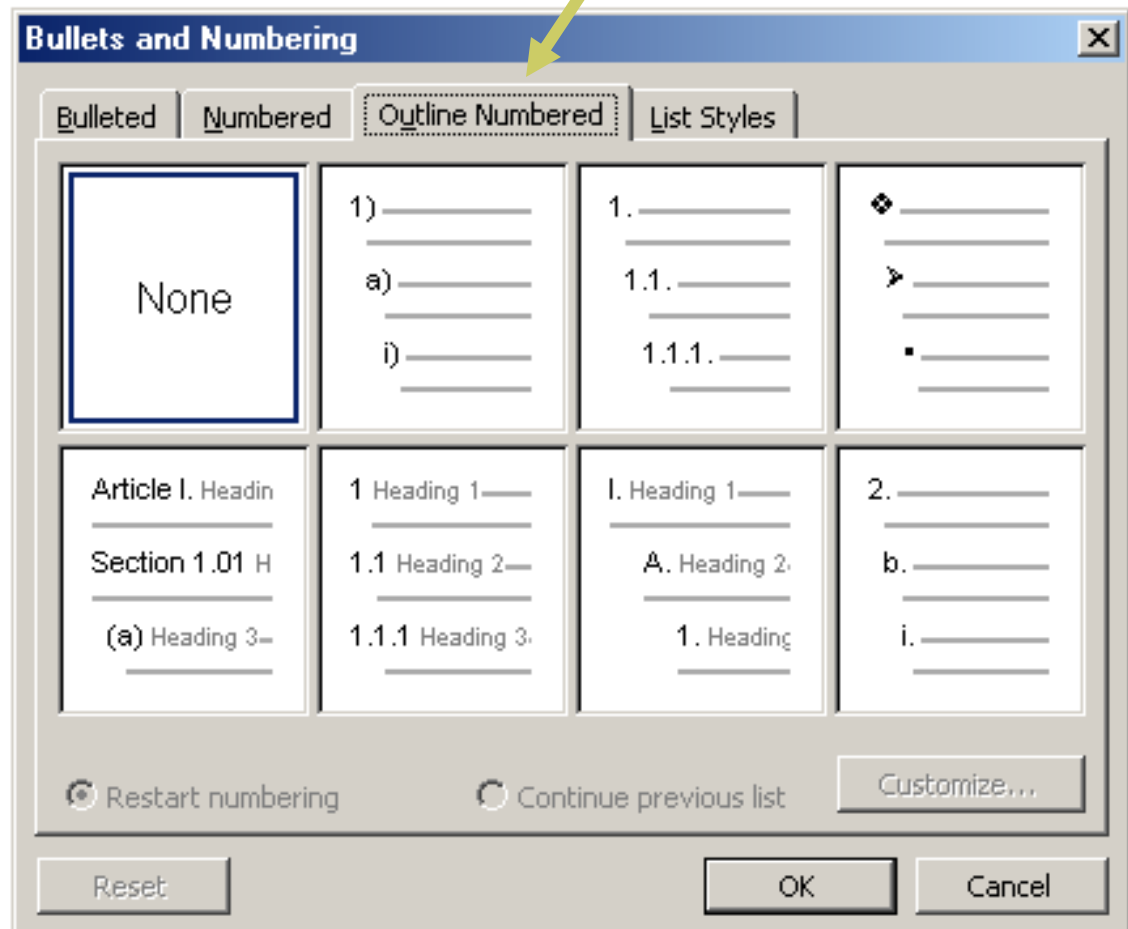 Bullets and Numbering
Bulleted Numbered Outline Numbered List Styles
None
1)
a)
i)
1.
1.1.
1.1.1.
Article I. Headin
Section 1.01 H
(a) Heading 3
1 Heading 1
1.1 Heading 2
1.1.1 Heading 3
I. Heading 1
A. Heading 2
1. Heading
2.
b.
i.
Restart numbering Continue previous list Customize...
Reset OK Cancel